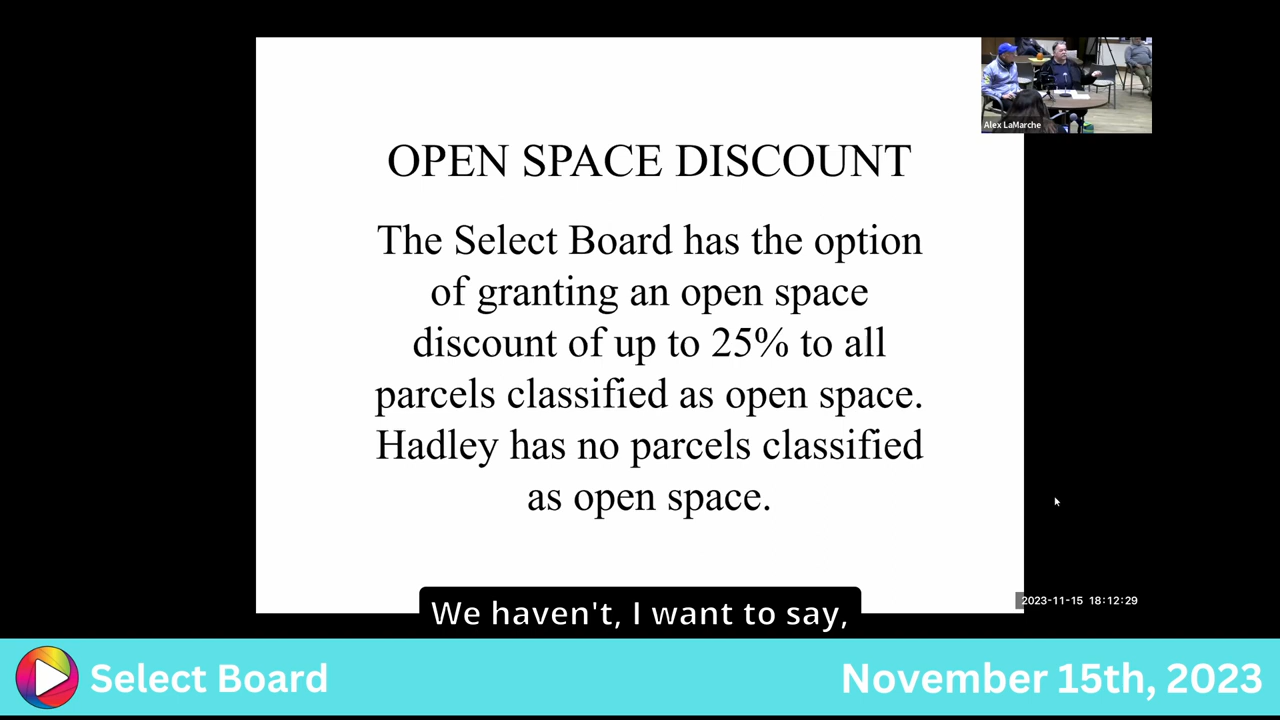 Alex LaMarche
OPEN SPACE DISCOUNT
The Select Board has the option
of granting an open space
discount of up to 25% to all
parcels classified as open space.
Hadley has no parcels classified
as open space.
2023-11-15 18:12:29
We haven't, I want to say,
Select Board
November 15th, 2023